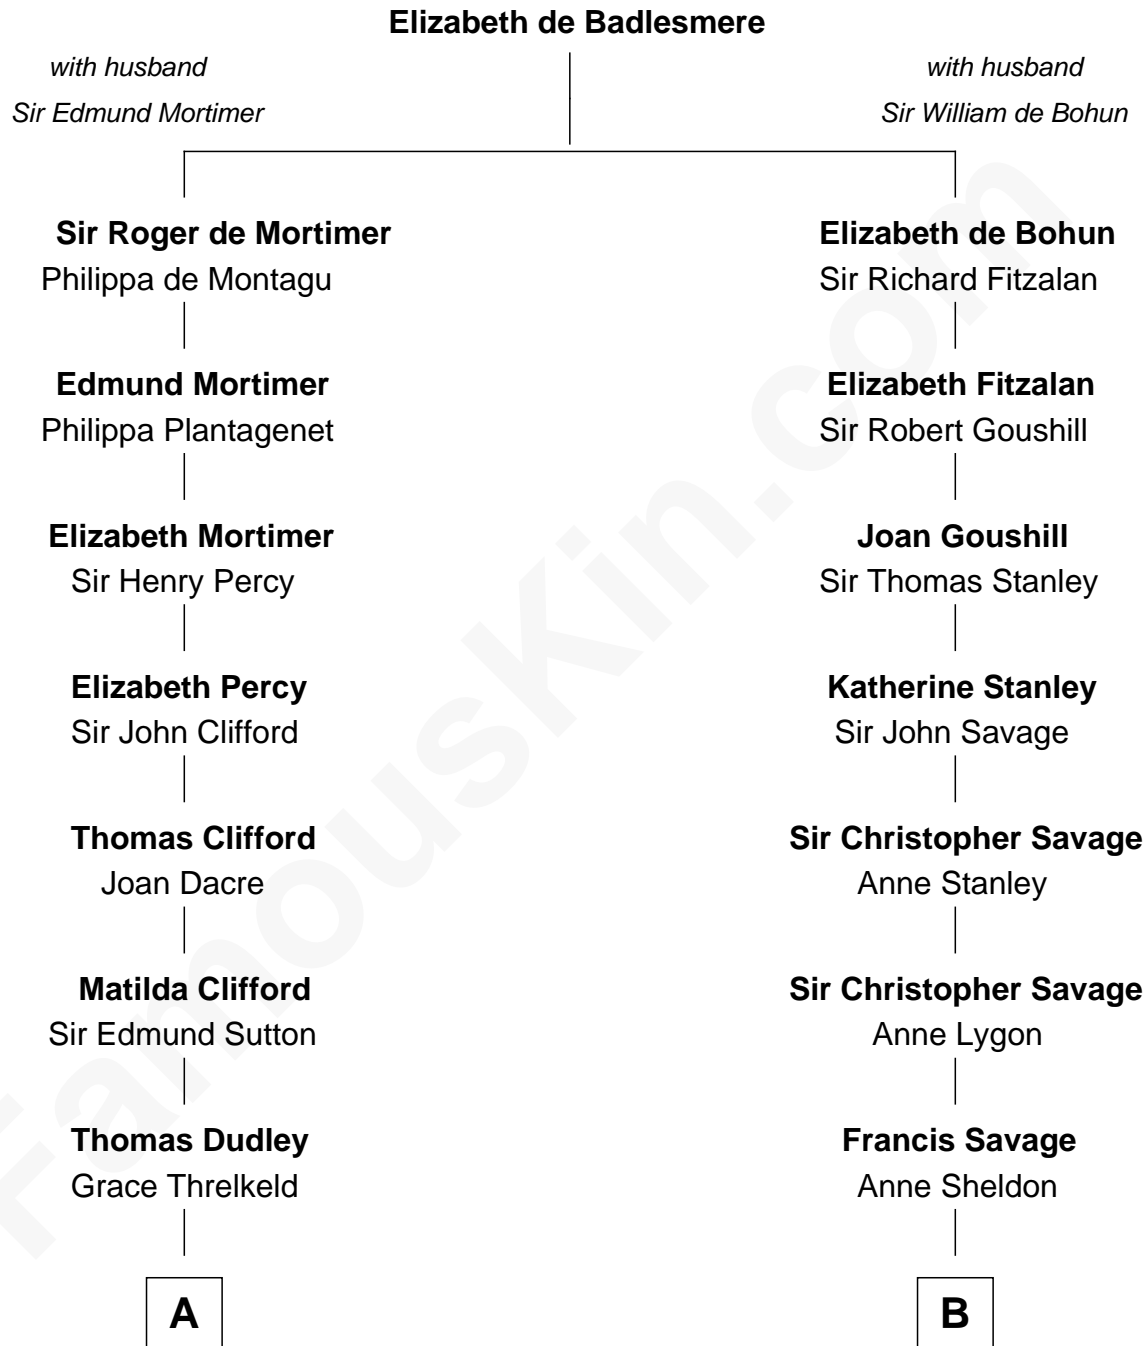 Elizabeth de Badlesmere
with husband
Sir Edmund Mortimer
with husband
Sir William de Bohun
Sir Roger de Mortimer
Philippa de Montagu
Elizabeth de Bohun
Sir Richard Fitzalan
Edmund Mortimer
Philippa Plantagenet
Elizabeth Fitzalan
Sir Robert Goushill
Elizabeth Mortimer
Sir Henry Percy
Joan Goushill
Sir Thomas Stanley
Elizabeth Percy
Sir John Clifford
Katherine Stanley
Sir John Savage
Thomas Clifford
Joan Dacre
Sir Christopher Savage
Anne Stanley
Matilda Clifford
Sir Edmund Sutton
Sir Christopher Savage
Anne Lygon
Thomas Dudley
Grace Threlkeld
Francis Savage
Anne Sheldon
A
B
FamousKin.com